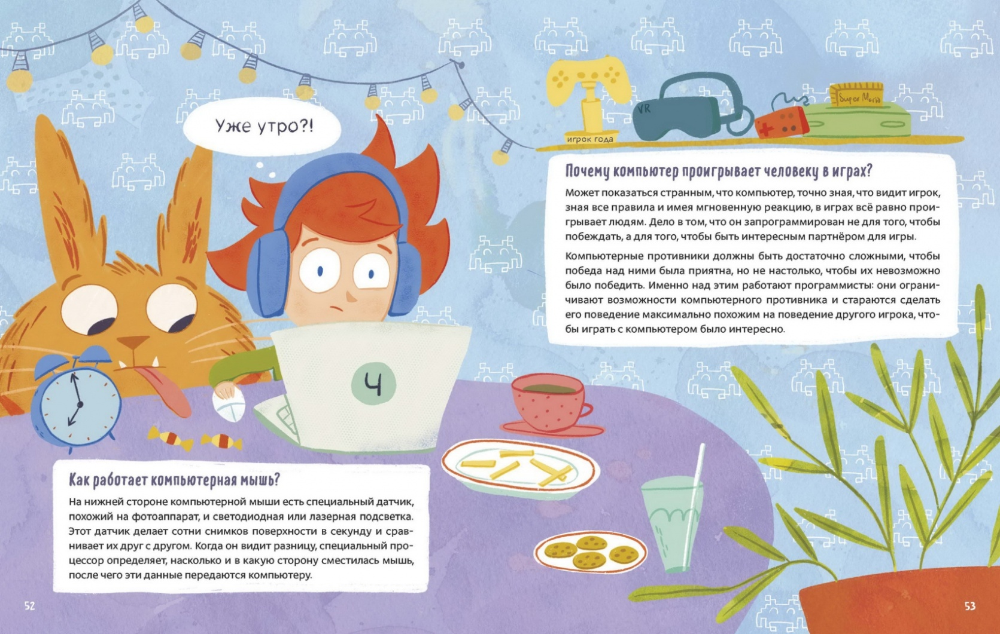 Уже утро?!
Ч
Как работает компьютерная мышь?
На нижней стороне компьютерной мыши есть специальный датчик,
похожий на фотоаппарат, и светодиодная или лазерная подсветка.
Этот датчик делает сотни снимков поверхности в секунду и срав-
нивает их друг с другом. Когда он видит разницу, специальный про-
цессор определяет, насколько и в какую сторону сместилась мышь,
после чего эти данные передаются компьютеру.
52
VR
Super Mario
игрок года
Почему компьютер проигрывает человеку в играх?
Может показаться странным, что компьютер, точно зная, что видит игрок,
зная все правила и имея мгновенную реакцию, в играх всё равно прои-
грывает людям. Дело в том, что он запрограммирован не для того, чтобы
побеждать, а для того, чтобы быть интересным партнёром для игры.
Компьютерные противники должны быть достаточно сложными, чтобы
победа над ними была приятна, но не настолько, чтобы их невозможно
было победить. Именно над этим работают программисты: они ограни-
чивают возможности компьютерного противника и стараются сделать
его поведение максимально похожим на поведение другого игрока, что-
бы играть с компьютером было интересно.
53